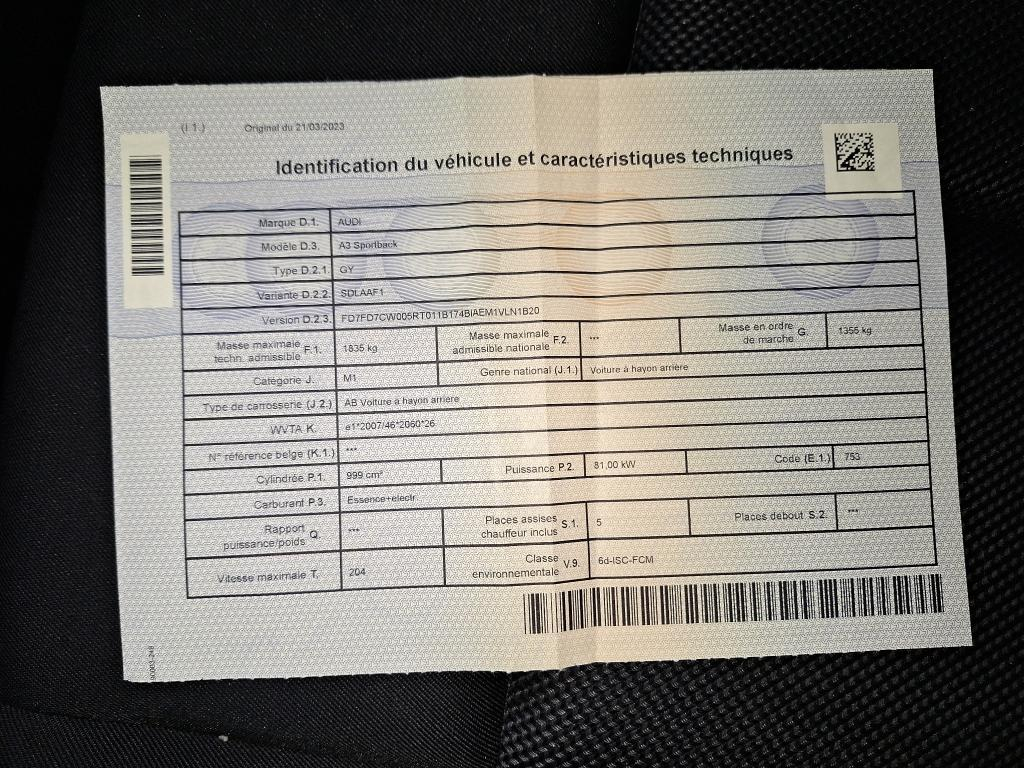 (I 1.) Original du 21/03/2023
Identification du véhicule et caractéristiques techniques
Marque D.1. AUDI
Modèle D.3. A3 Sportback
Type D.2.1. GY
Variante D.2.2. SDLAAF1
Version D.2.3. FD7FD7CW005RT011B174BIAEM1VLN1B20
Masse maximale techn. admissible F.1. 1835 kg Masse maximale admissible nationale F.2. *** Masse en ordre de marche G. 1355 kg
Catégorie J. M1 Genre national (J.1.) Voiture à hayon arrière
Type de carrosserie (J.2.) AB Voiture à hayon arrière
WVTA K. e1*2007/46*2060*26
N° référence belge (K.1.) ***
Cylindrée P.1. 999 cm³ Puissance P.2. 81,00 kW Code (E.1.) 753
Carburant P.3. Essence+electr.
Rapport puissance/poids Q. *** Places assises chauffeur inclus S.1. 5 Places debout S.2. ***
Vitesse maximale T. 204 Classe environnementale V.9. 6d-ISC-FCM